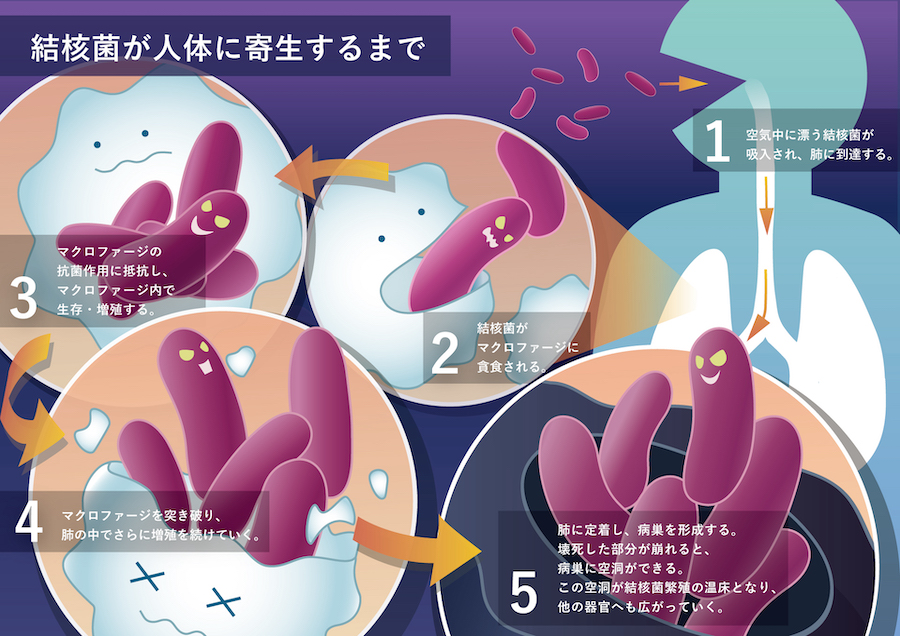 結核菌が人体に寄生するまで
1
空気中に漂う結核菌が
吸入され、肺に到達する。
2
結核菌が
マクロファージに
貪食される。
3
マクロファージの
抗菌作用に抵抗し、
マクロファージ内で
生存・増殖する。
4
マクロファージを突き破り、
肺の中でさらに増殖を続けていく。
5
肺に定着し、病巣を形成する。
壊死した部分が崩れると、
病巣に空洞ができる。
この空洞が結核菌繁殖の温床となり、
他の器官へも広がっていく。